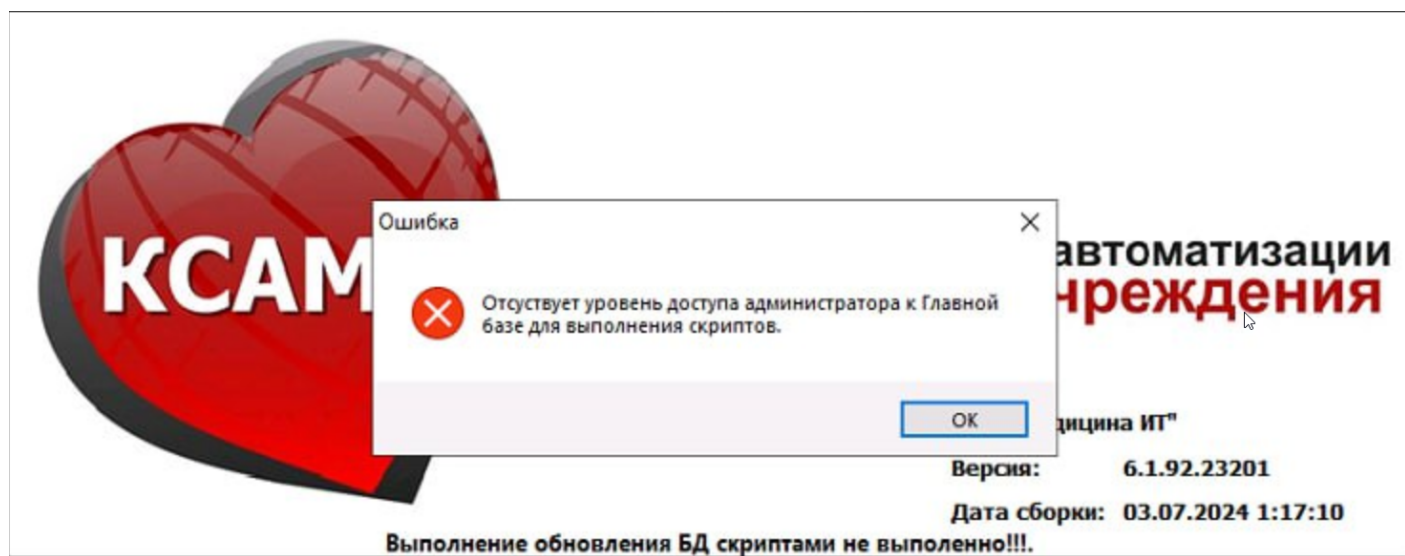 КСАМ
Ошибка
Отсуствует уровень доступа администратора к Главной
базе для выполнения скриптов.
ОК
автоматизации
чреждения
дицина ИТ"
Версия: 6.1.92.23201
Дата сборки: 03.07.2024 1:17:10
Выполнение обновления БД скриптами не выполенно!!!.